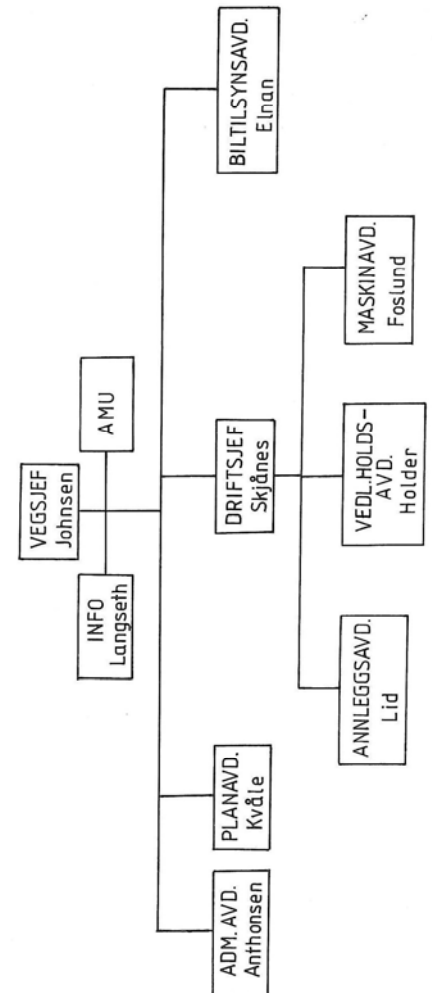 VEGSJEF
Johnsen
INFO
Langseth
AMU
ADM. AVD.
Anthonsen
PLANAVD.
Kvåle
DRIFTSJEF
Skjånes
BILTILSYNSAVD.
Elnan
ANNLEGGSAVD.
Lid
VEDL.HOLDS-
AVD.
Holder
MASKINAVD.
Foslund